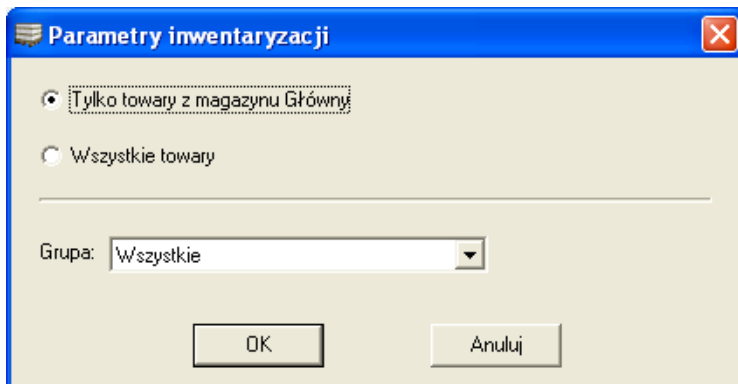 Parametry inwentaryzacji
Tylko towary z magazynu Główny
Wszystkie towary
Grupa: Wszystkie
OK Anuluj